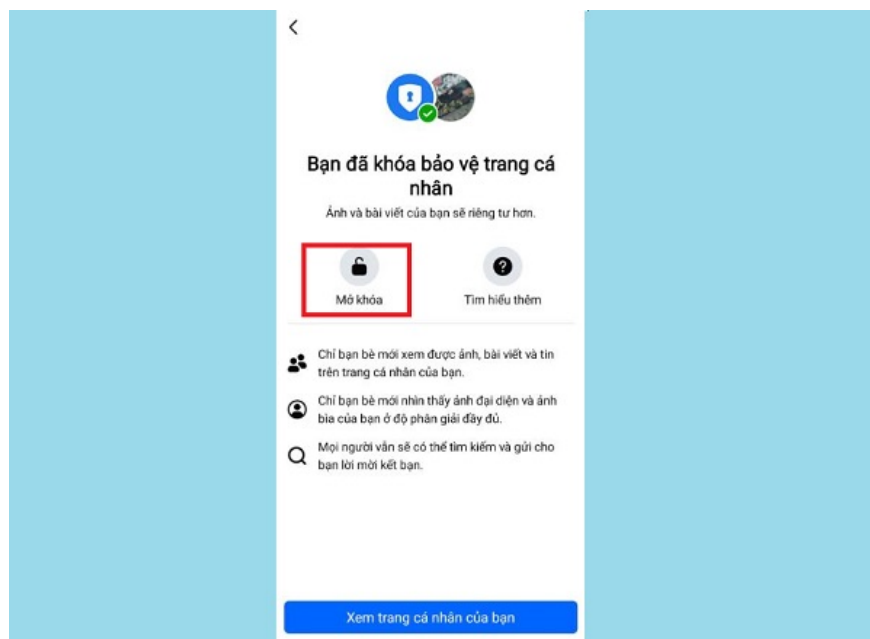 Bạn đã khóa bảo vệ trang cá
nhân
Ảnh và bài viết của bạn sẽ riêng tư hơn.
Mở khóa
Tìm hiểu thêm
Chỉ bạn bè mới xem được ảnh, bài viết và tin
trên trang cá nhân của bạn.
Chỉ bạn bè mới nhìn thấy ảnh đại diện và ảnh
bìa của bạn ở độ phân giải đầy đủ.
Mọi người vẫn sẽ có thể tìm kiếm và gửi cho
bạn lời mời kết bạn.
Xem trang cá nhân của bạn